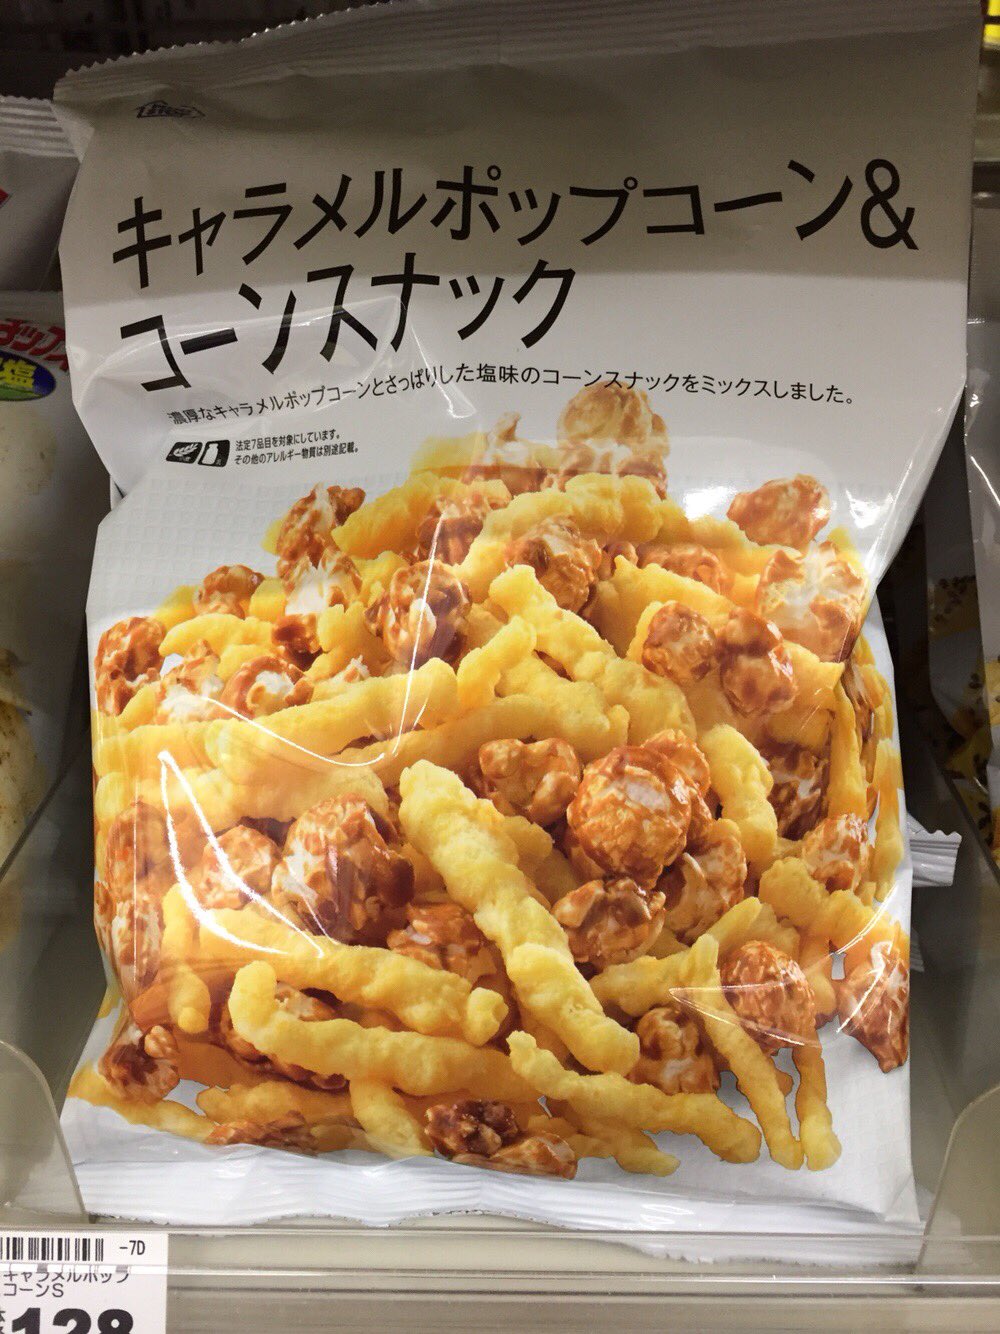 キャラメルポップコーン&
コーンスナック
濃厚なキャラメルポップコーンとさっぱりした塩味のコーンスナックをミックスしました。
法定7品目を対象にしています。
その他のアレルギー物質は別途記載。
塩
-7D
キャラメルポップ
コーンS
128